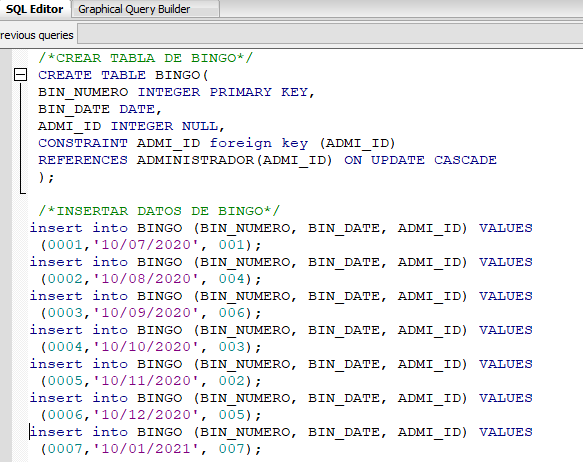 SQL Editor Graphical Query Builder
revious queries
/*CREAR TABLA DE BINGO*/
CREATE TABLE BINGO(
BIN_NUMERO INTEGER PRIMARY KEY,
BIN_DATE DATE,
ADMI_ID INTEGER NULL,
CONSTRAINT ADMI_ID foreign key (ADMI_ID)
REFERENCES ADMINISTRADOR(ADMI_ID) ON UPDATE CASCADE
);
/*INSERTAR DATOS DE BINGO*/
insert into BINGO (BIN_NUMERO, BIN_DATE, ADMI_ID) VALUES
(0001,'10/07/2020', 001);
insert into BINGO (BIN_NUMERO, BIN_DATE, ADMI_ID) VALUES
(0002,'10/08/2020', 004);
insert into BINGO (BIN_NUMERO, BIN_DATE, ADMI_ID) VALUES
(0003,'10/09/2020', 006);
insert into BINGO (BIN_NUMERO, BIN_DATE, ADMI_ID) VALUES
(0004,'10/10/2020', 003);
insert into BINGO (BIN_NUMERO, BIN_DATE, ADMI_ID) VALUES
(0005,'10/11/2020', 002);
insert into BINGO (BIN_NUMERO, BIN_DATE, ADMI_ID) VALUES
(0006,'10/12/2020', 005);
insert into BINGO (BIN_NUMERO, BIN_DATE, ADMI_ID) VALUES
(0007,'10/01/2021', 007);